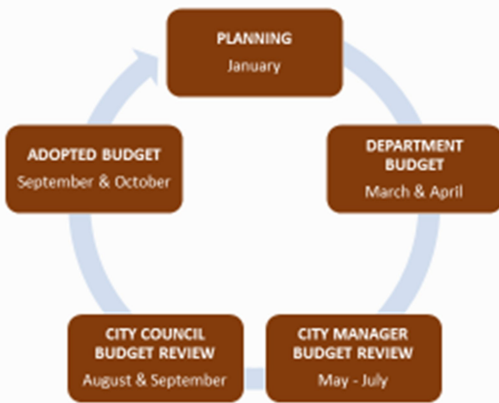 PLANNING
January
DEPARTMENT
BUDGET
March & April
CITY MANAGER
BUDGET REVIEW
May - July
CITY COUNCIL
BUDGET REVIEW
August & September
ADOPTED BUDGET
September & October